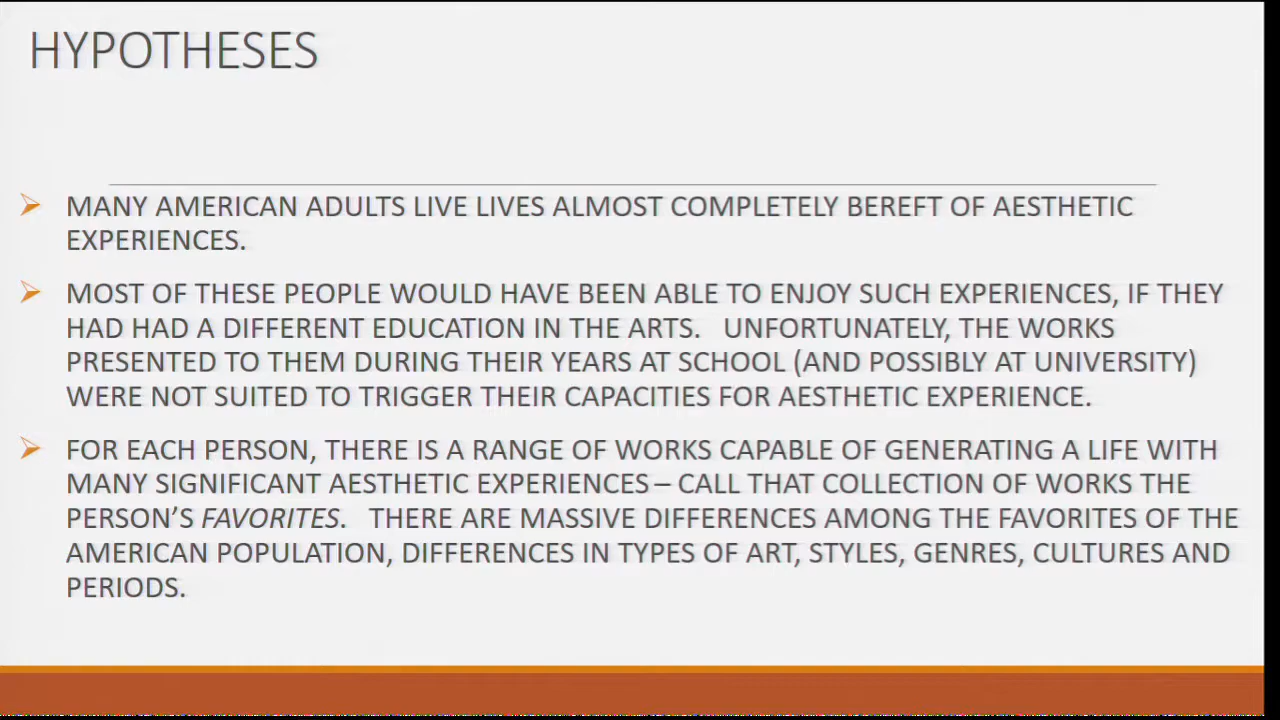 HYPOTHESES
MANY AMERICAN ADULTS LIVE LIVES ALMOST COMPLETELY BEREFT OF AESTHETIC
EXPERIENCES.
MOST OF THESE PEOPLE WOULD HAVE BEEN ABLE TO ENJOY SUCH EXPERIENCES, IF THEY
HAD HAD A DIFFERENT EDUCATION IN THE ARTS. UNFORTUNATELY, THE WORKS
PRESENTED TO THEM DURING THEIR YEARS AT SCHOOL (AND POSSIBLY AT UNIVERSITY)
WERE NOT SUITED TO TRIGGER THEIR CAPACITIES FOR AESTHETIC EXPERIENCE.
FOR EACH PERSON, THERE IS A RANGE OF WORKS CAPABLE OF GENERATING A LIFE WITH
MANY SIGNIFICANT AESTHETIC EXPERIENCES – CALL THAT COLLECTION OF WORKS THE
PERSON'S FAVORITES. THERE ARE MASSIVE DIFFERENCES AMONG THE FAVORITES OF THE
AMERICAN POPULATION, DIFFERENCES IN TYPES OF ART, STYLES, GENRES, CULTURES AND
PERIODS.